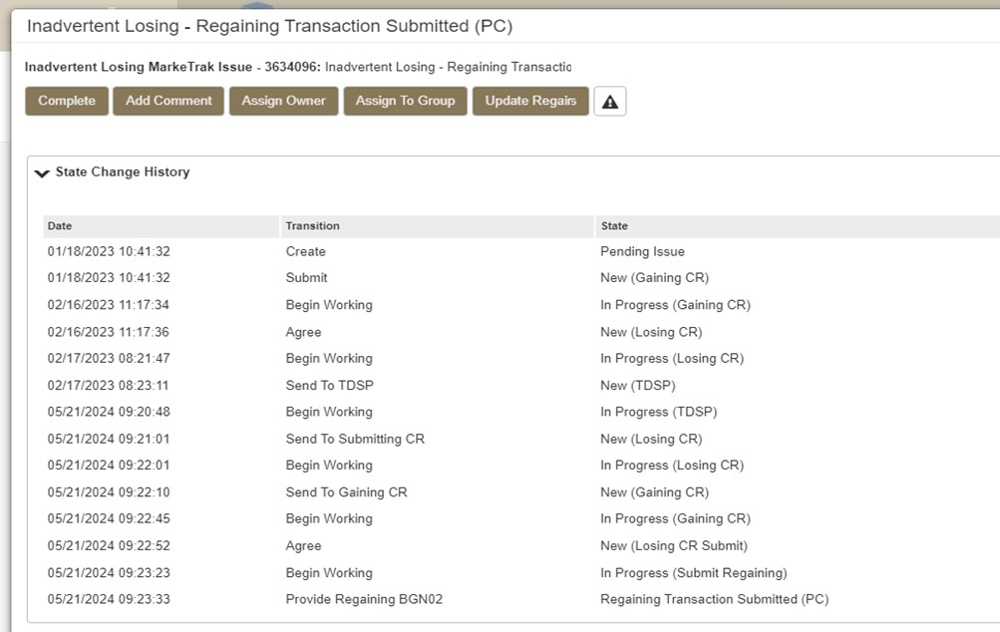 Inadvertent Losing - Regaining Transaction Submitted (PC)
Inadvertent Losing MarkeTrak Issue - 3634096: Inadvertent Losing - Regaining Transactio
Complete Add Comment Assign Owner Assign To Group Update Regairs
State Change History
Date Transition State
01/18/2023 10:41:32 Create Pending Issue
01/18/2023 10:41:32 Submit New (Gaining CR)
02/16/2023 11:17:34 Begin Working In Progress (Gaining CR)
02/16/2023 11:17:36 Agree New (Losing CR)
02/17/2023 08:21:47 Begin Working In Progress (Losing CR)
02/17/2023 08:23:11 Send To TDSP New (TDSP)
05/21/2024 09:20:48 Begin Working In Progress (TDSP)
05/21/2024 09:21:01 Send To Submitting CR New (Losing CR)
05/21/2024 09:22:01 Begin Working In Progress (Losing CR)
05/21/2024 09:22:10 Send To Gaining CR New (Gaining CR)
05/21/2024 09:22:45 Begin Working In Progress (Gaining CR)
05/21/2024 09:22:52 Agree New (Losing CR Submit)
05/21/2024 09:23:23 Begin Working In Progress (Submit Regaining)
05/21/2024 09:23:33 Provide Regaining BGN02 Regaining Transaction Submitted (PC)